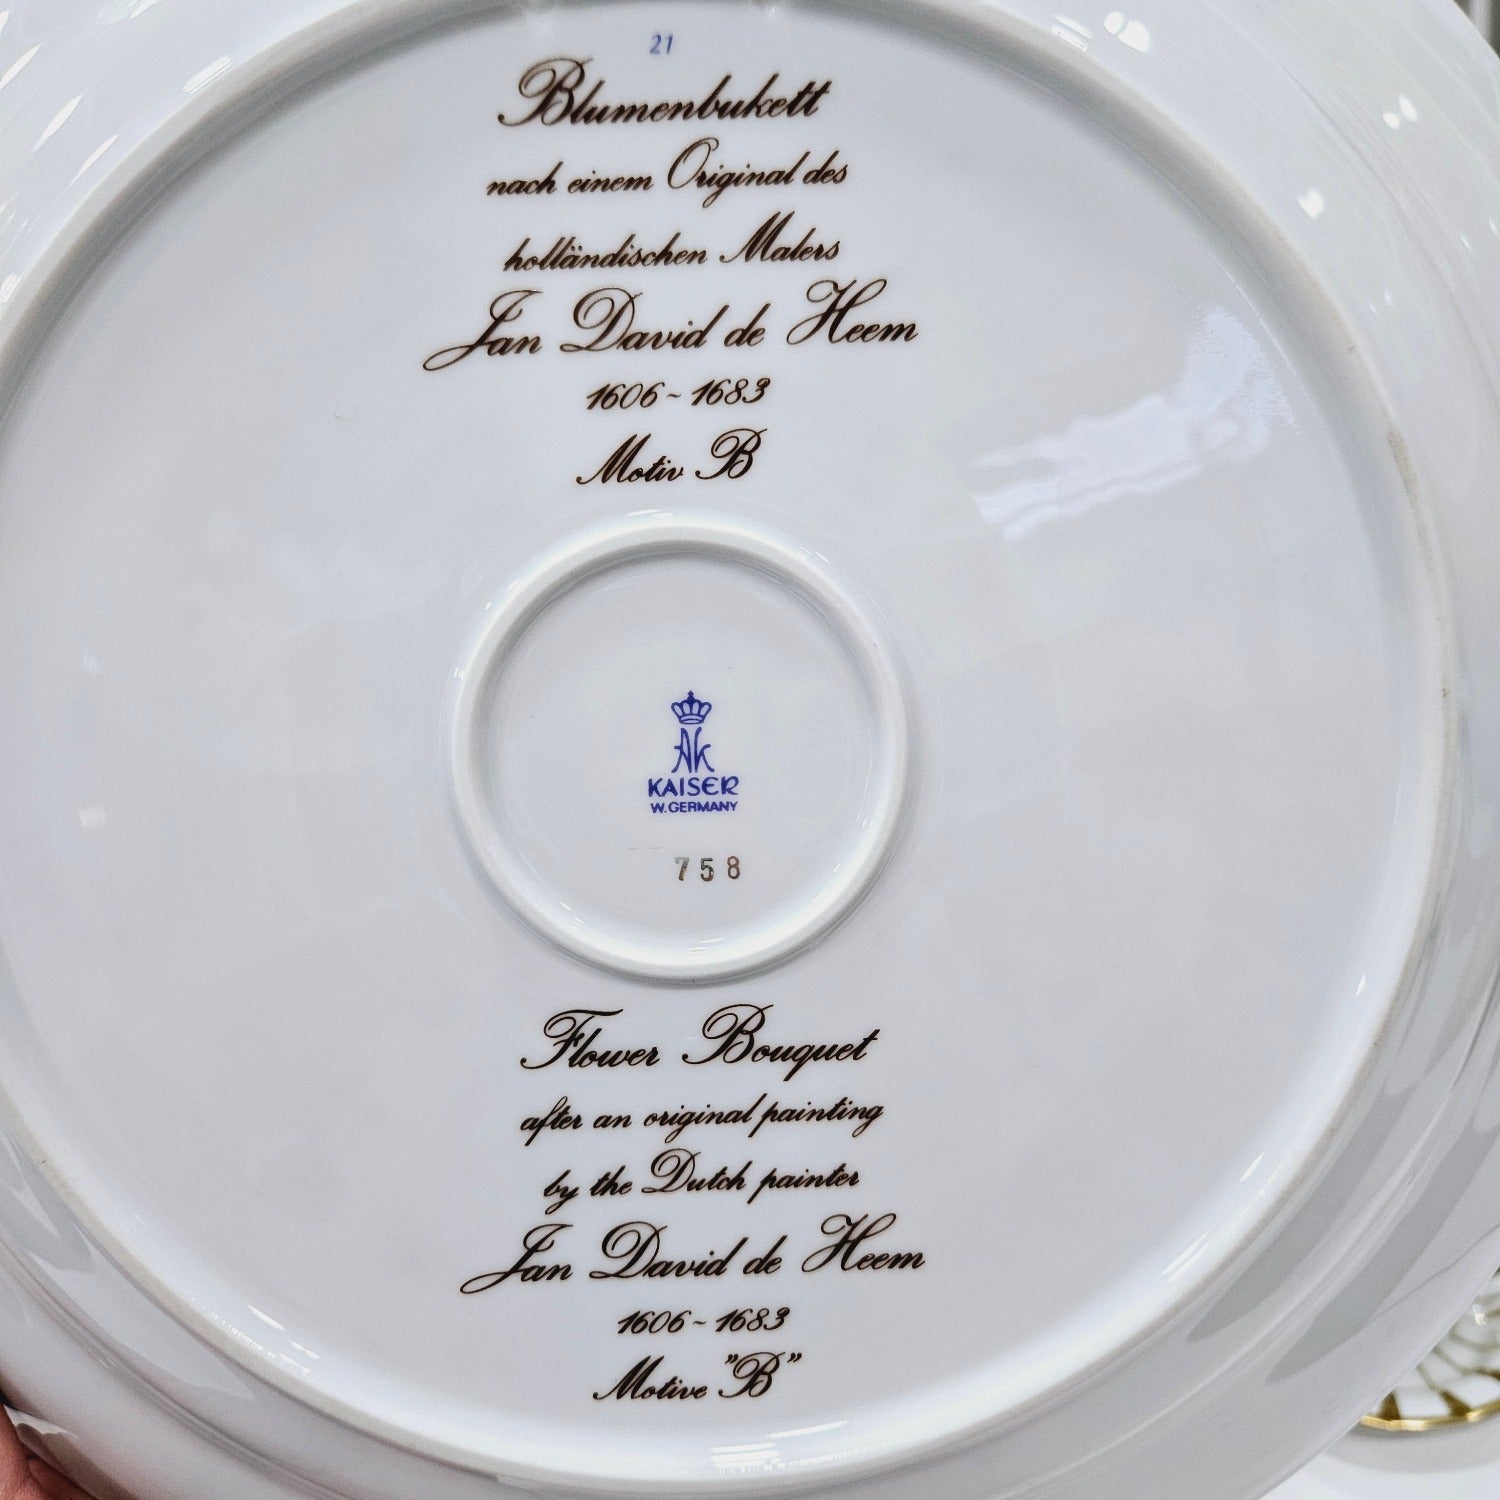 21
Blumenbukett
nach einem Original des
holländischen Malers
Jan David de Heem
1606~1683
Motiv B
AK
KAISER
W. GERMANY
758
Flower Bouquet
after an original painting
by the Dutch painter
Jan David de Heem
1606~1683
Motive "B"